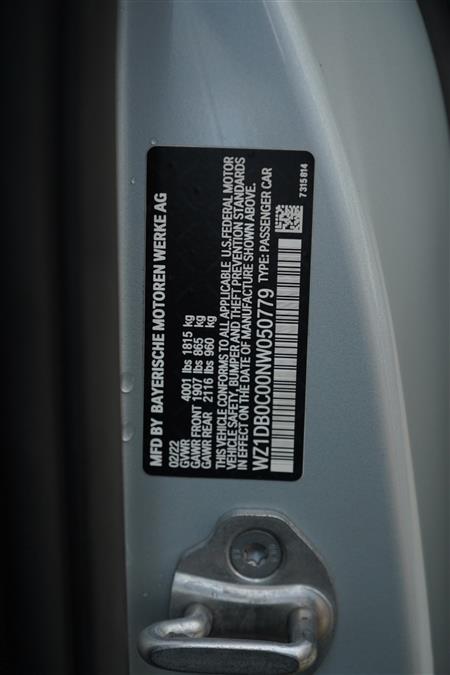 MFD BY BAYERISCHE MOTOREN WERKE AG
02/22
GVWR 4001 lbs 1815 kg
GAWR FRONT 1907 lbs 865 kg
GAWR REAR 2116 lbs 960 kg
THIS VEHICLE CONFORMS TO ALL APPLICABLE U.S.FEDERAL MOTOR
VEHICLE SAFETY, BUMPER AND THEFT PREVENTION STANDARDS
IN EFFECT ON THE DATE OF MANUFACTURE SHOWN ABOVE.
WZ1DB0C00NW050779 TYPE: PASSENGER CAR
7 315 814